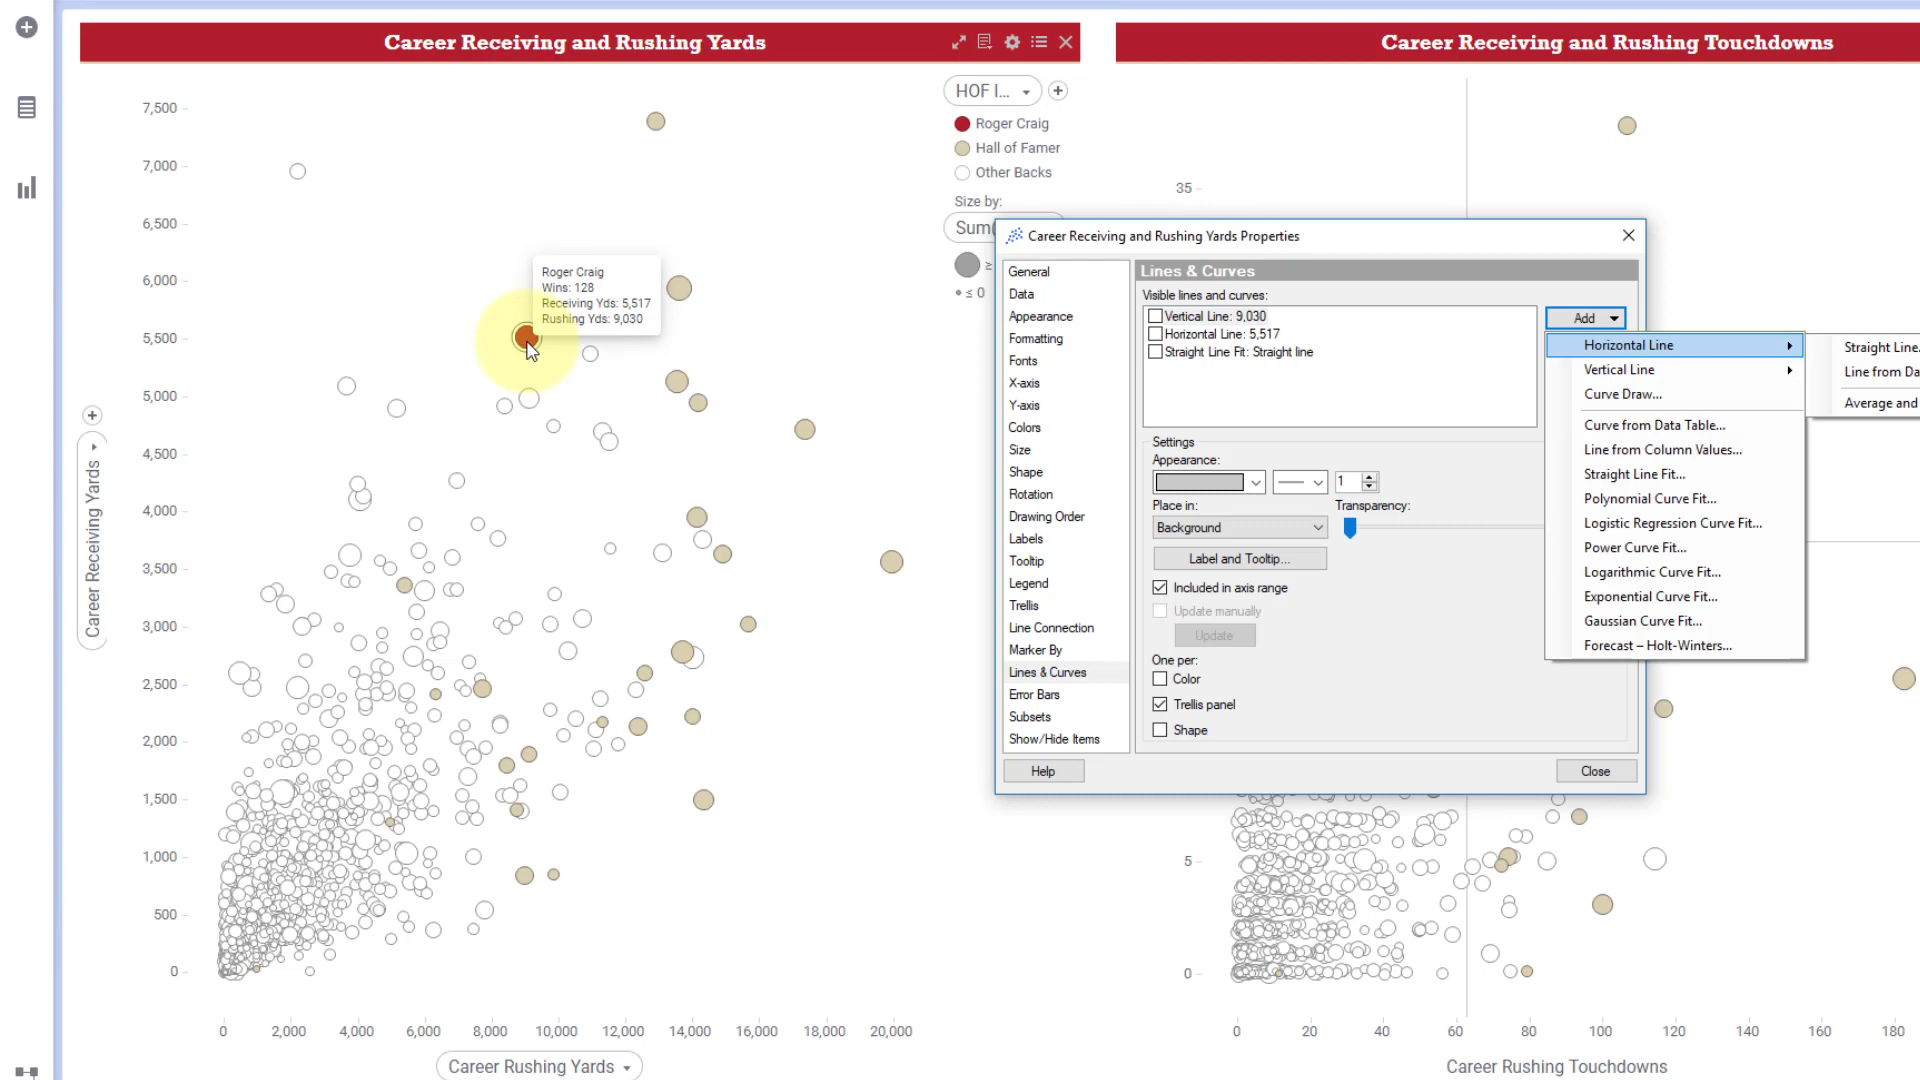 Career Receiving and Rushing Yards
Career Receiving and Rushing Touchdowns
7,500
7,000
6,500
6,000
5,500
5,000
4,500
4,000
3,500
3,000
2,500
2,000
1,500
1,000
500
0
Career Receiving Yards
0
2,000
4,000
6,000
8,000
10,000
12,000
14,000
16,000
18,000
20,000
Career Rushing Yards
Roger Craig
Wins: 128
Receiving Yds: 5,517
Rushing Yds: 9,030
HOF I...
Roger Craig
Hall of Famer
Other Backs
Size by:
Sum(
≥
≤ 0
Career Receiving and Rushing Yards Properties
General
Data
Appearance
Formatting
Fonts
X-axis
Y-axis
Colors
Size
Shape
Rotation
Drawing Order
Labels
Tooltip
Legend
Trellis
Line Connection
Marker By
Lines & Curves
Error Bars
Subsets
Show/Hide Items
Lines & Curves
Visible lines and curves:
Vertical Line: 9,030
Horizontal Line: 5,517
Straight Line Fit: Straight line
Add
Settings
Appearance:
1
Place in:
Transparency:
Background
Label and Tooltip...
Included in axis range
Update manually
Update
One per:
Color
Trellis panel
Shape
Help
Close
Horizontal Line
Vertical Line
Curve Draw...
Curve from Data Table...
Line from Column Values...
Straight Line Fit...
Polynomial Curve Fit...
Logistic Regression Curve Fit...
Power Curve Fit...
Logarithmic Curve Fit...
Exponential Curve Fit...
Gaussian Curve Fit...
Forecast – Holt-Winters...
Straight Line
Line from Da
Average and
35
5
0
0
20
40
60
80
100
120
140
160
180
Career Rushing Touchdowns